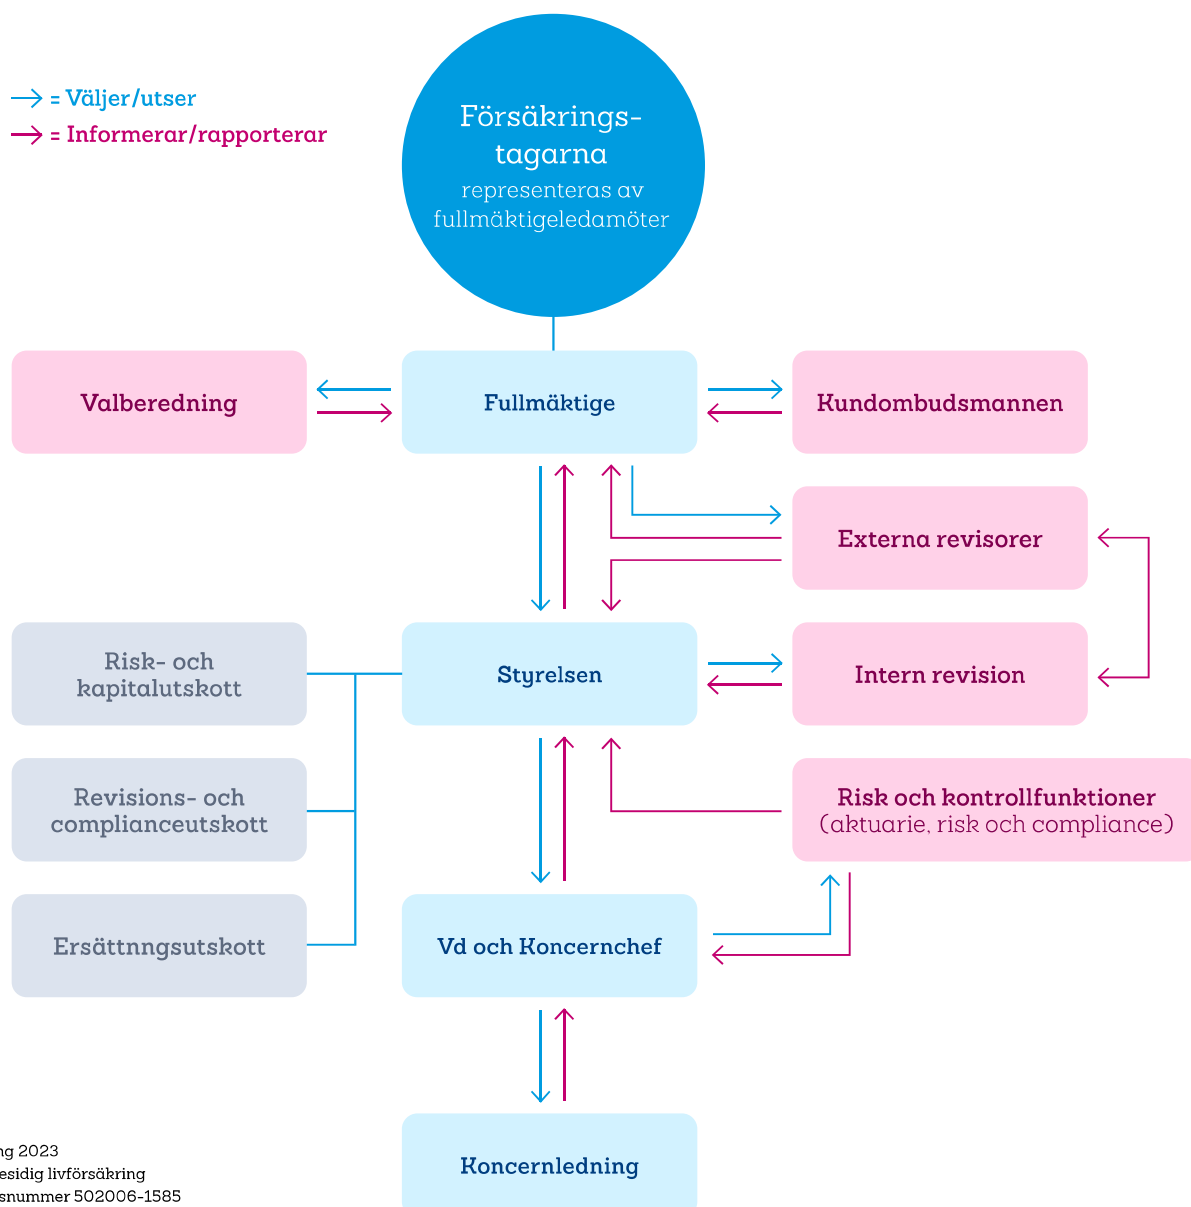 = Väljer/utser
= Informerar/rapporterar
Försäkrings-
tagarna
representeras av
fullmäktigeledamöter
Valberedning
Fullmäktige
Kundombudsmannen
Externa revisorer
Risk- och
kapitalutskott
Styrelsen
Intern revision
Revisions- och
complianceutskott
Risk och kontrollfunktioner
(aktuarie, risk och compliance)
Ersättnngsutskott
Vd och Koncernchef
Koncernledning
ng 2023
esidig livförsäkring
snummer 502006-1585